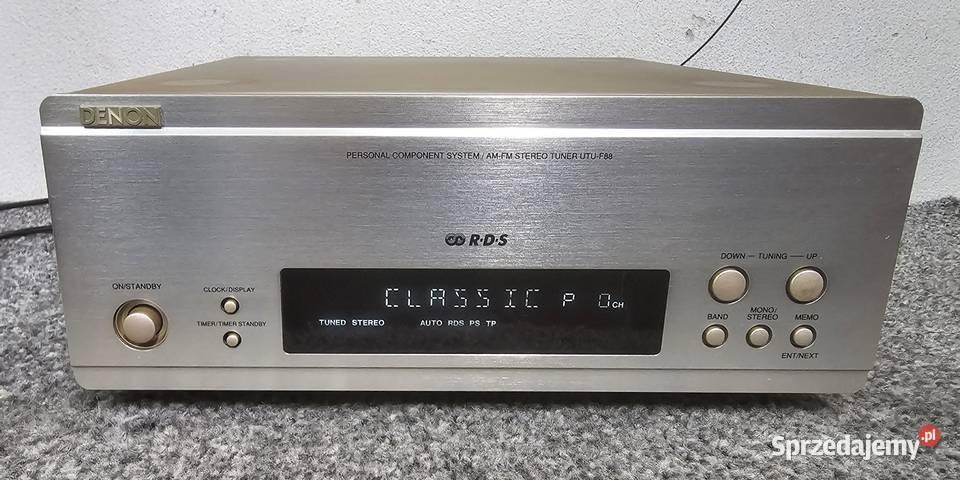 DENON
PERSONAL COMPONENT SYSTEM / AM-FM STEREO TUNER UTU-F88
R·D·S
DOWN — TUNING — UP
ON/STANDBY
CLOCK/DISPLAY
CLASSIC P 0CH
TIMER/TIMER STANDBY
TUNED STEREO AUTO RDS PS TP
BAND
MONO/
STEREO
MEMO
ENT/NEXT
Sprzedajemy.pl